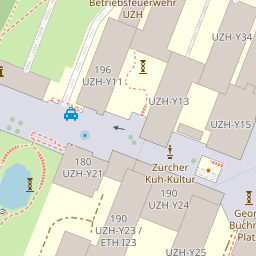 Betriebsfeuerwehr
UZH
UZH-Y34
196
UZH-Y11
UZH-Y13
UZH-Y15
180
UZH-Y21
Zürcher
Kuh-Kultur
190
UZH-Y24
190
UZH-Y23 /
ETH I23
Geor
Buchn
Plat
UZH-Y25